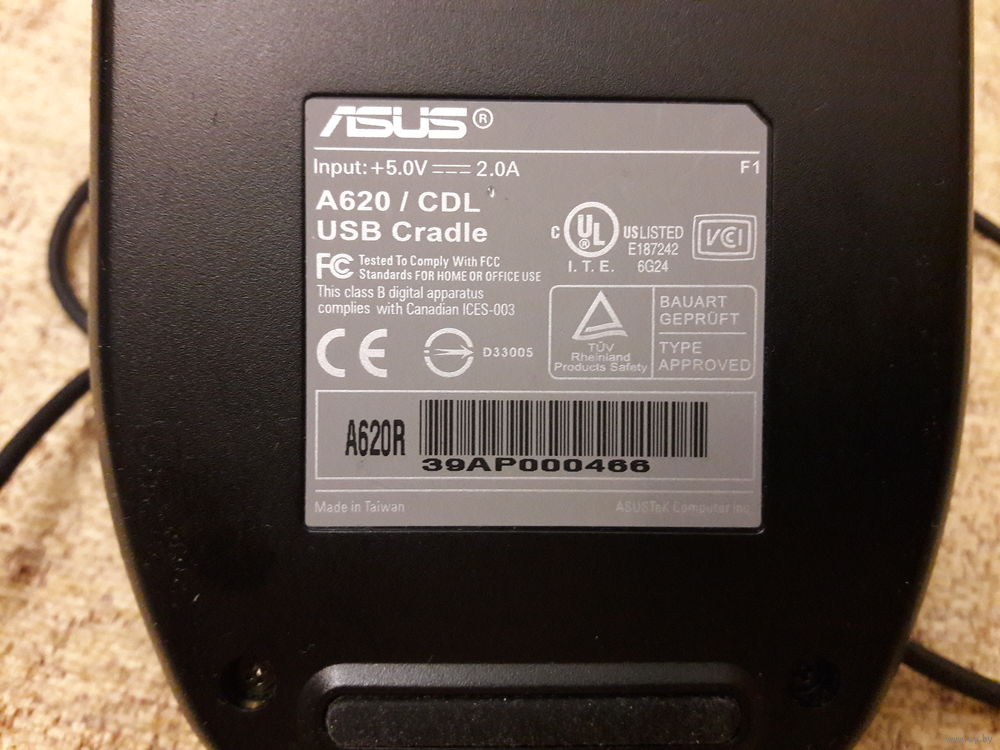 ASUS®
Input: +5.0V 2.0A F1
A620 / CDL
USB Cradle
FC Tested To Comply With FCC
Standards FOR HOME OR OFFICE USE
This class B digital apparatus
complies with Canadian ICES-003
C UL ® US LISTED
E187242
I. T. E. 6G24
VCI
CE
D33005
TÜV
Rheinland
Products Safety
BAUART
GEPRÜFT
TYPE
APPROVED
A620R
39AP000466
Made in Taiwan
ASUSTeK Computer Inc.